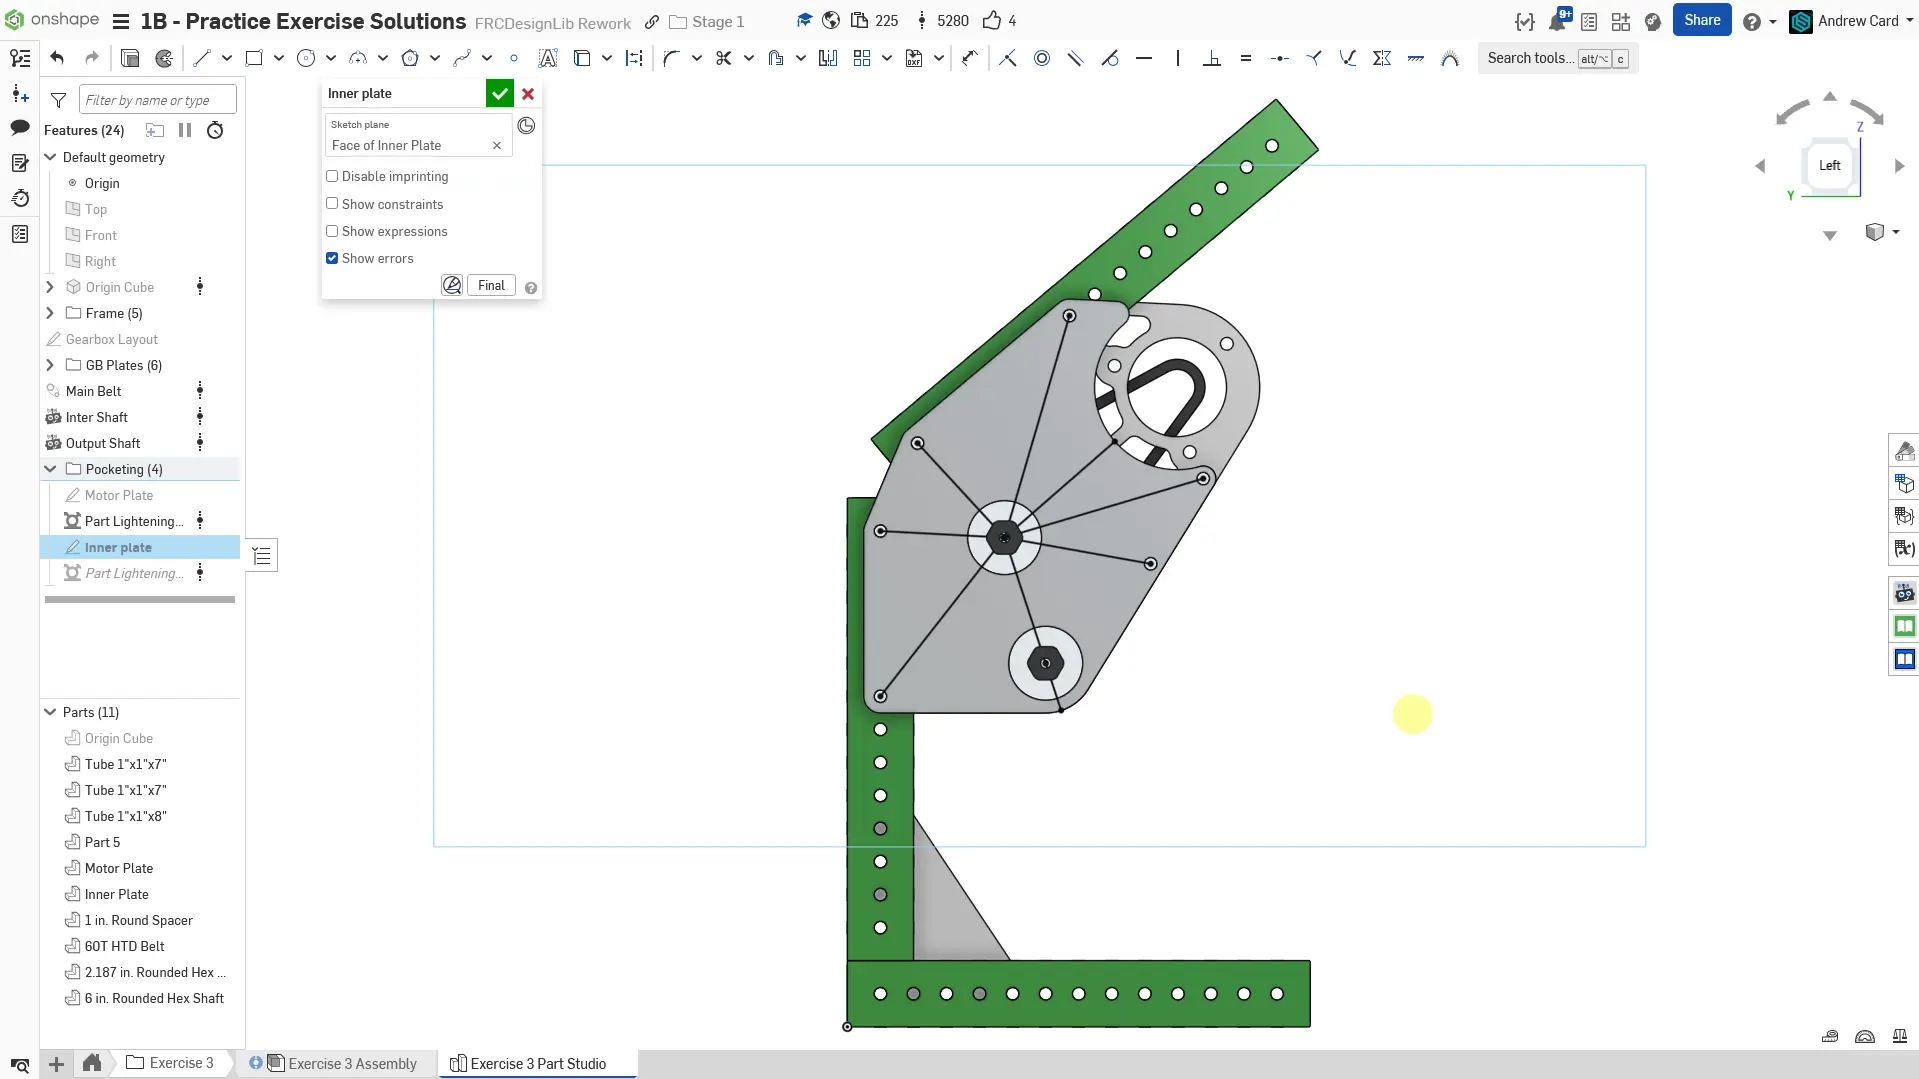 onshape
1B - Practice Exercise Solutions
FRCDesignLib Rework
Stage 1
225
5280
4
9+
Share
Andrew Card
Search tools... alt/⌥ c
Filter by name or type
Features (24)
Default geometry
Origin
Top
Front
Right
Origin Cube
Frame (5)
Gearbox Layout
GB Plates (6)
Main Belt
Inter Shaft
Output Shaft
Pocketing (4)
Motor Plate
Part Lightening...
Inner plate
Part Lightening...
Parts (11)
Origin Cube
Tube 1"x1"x7"
Tube 1"x1"x7"
Tube 1"x1"x8"
Part 5
Motor Plate
Inner Plate
1 in. Round Spacer
60T HTD Belt
2.187 in. Rounded Hex ...
6 in. Rounded Hex Shaft
Inner plate
Sketch plane
Face of Inner Plate
Disable imprinting
Show constraints
Show expressions
Show errors
Final
Z
Left
Y
Exercise 3
Exercise 3 Assembly
Exercise 3 Part Studio